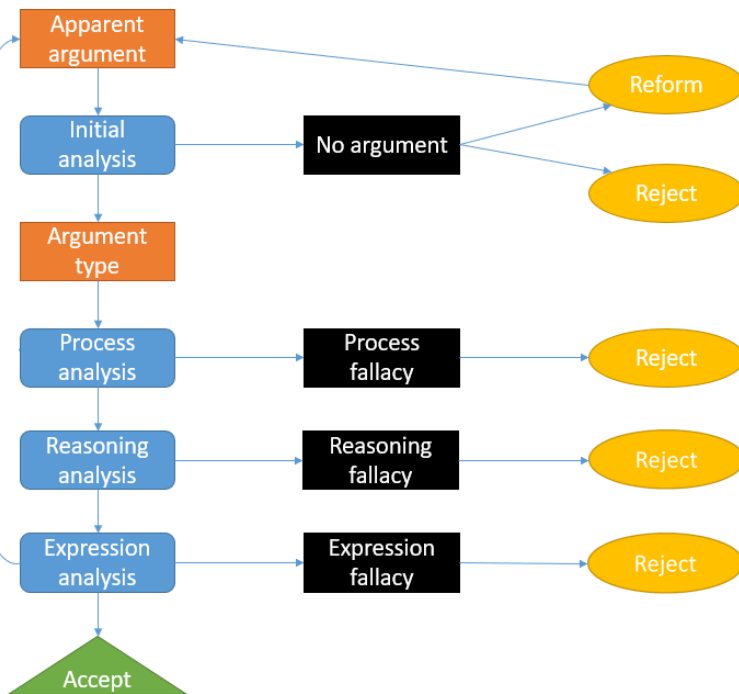 Apparent
argument
Reform
Initial
analysis
No argument
Reject
Argument
type
Process
analysis
Process
fallacy
Reject
Reasoning
analysis
Reasoning
fallacy
Reject
Expression
analysis
Expression
fallacy
Reject
Accept